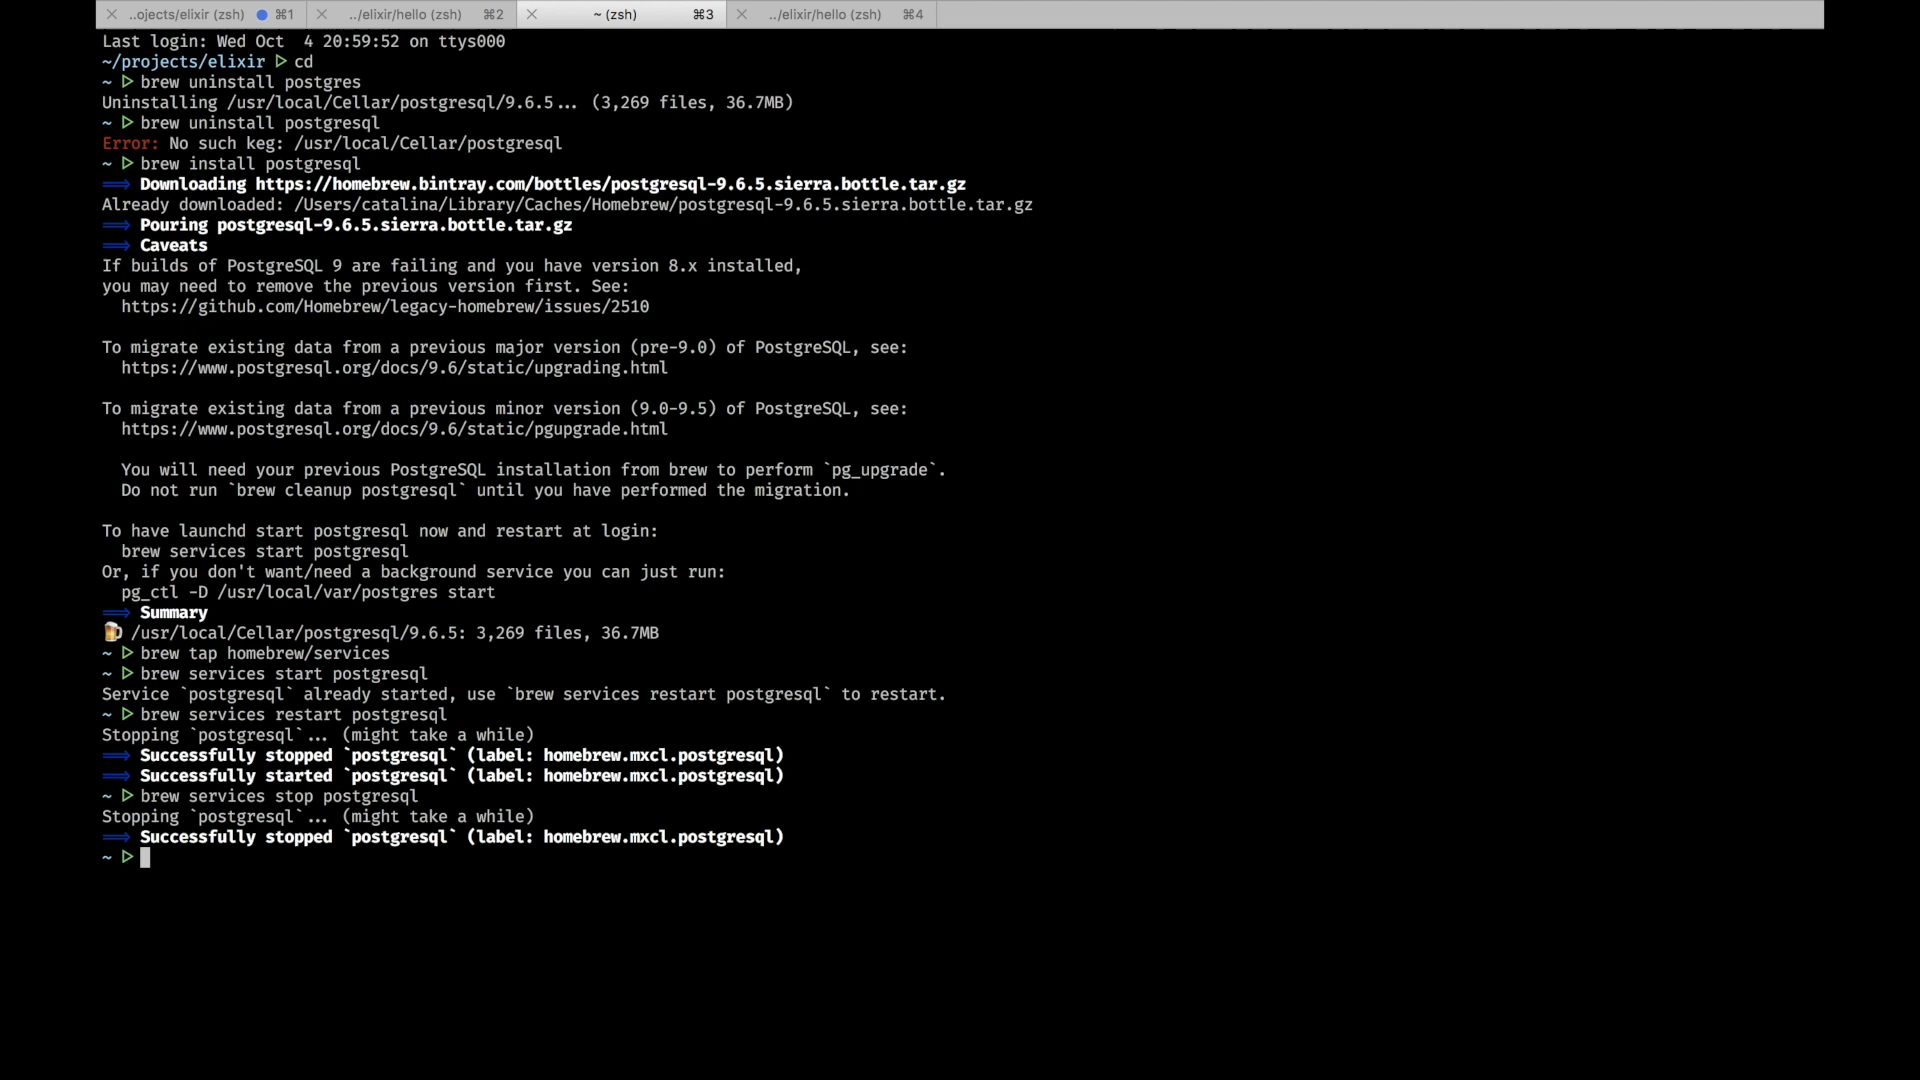 ..ojects/elixir (zsh) ⌘1 ../elixir/hello (zsh) ⌘2 ~ (zsh) ⌘3 ../elixir/hello (zsh) ⌘4
Last login: Wed Oct  4 20:59:52 on ttys000
~/projects/elixir ▷ cd
~ ▷ brew uninstall postgres
Uninstalling /usr/local/Cellar/postgresql/9.6.5... (3,269 files, 36.7MB)
~ ▷ brew uninstall postgresql
Error: No such keg: /usr/local/Cellar/postgresql
~ ▷ brew install postgresql
==> Downloading https://homebrew.bintray.com/bottles/postgresql-9.6.5.sierra.bottle.tar.gz
Already downloaded: /Users/catalina/Library/Caches/Homebrew/postgresql-9.6.5.sierra.bottle.tar.gz
==> Pouring postgresql-9.6.5.sierra.bottle.tar.gz
==> Caveats
If builds of PostgreSQL 9 are failing and you have version 8.x installed,
you may need to remove the previous version first. See:
  https://github.com/Homebrew/legacy-homebrew/issues/2510

To migrate existing data from a previous major version (pre-9.0) of PostgreSQL, see:
  https://www.postgresql.org/docs/9.6/static/upgrading.html

To migrate existing data from a previous minor version (9.0-9.5) of PostgreSQL, see:
  https://www.postgresql.org/docs/9.6/static/pgupgrade.html

  You will need your previous PostgreSQL installation from brew to perform `pg_upgrade`.
  Do not run `brew cleanup postgresql` until you have performed the migration.

To have launchd start postgresql now and restart at login:
  brew services start postgresql
Or, if you don't want/need a background service you can just run:
  pg_ctl -D /usr/local/var/postgres start
==> Summary
🍺 /usr/local/Cellar/postgresql/9.6.5: 3,269 files, 36.7MB
~ ▷ brew tap homebrew/services
~ ▷ brew services start postgresql
Service `postgresql` already started, use `brew services restart postgresql` to restart.
~ ▷ brew services restart postgresql
Stopping `postgresql`... (might take a while)
==> Successfully stopped `postgresql` (label: homebrew.mxcl.postgresql)
==> Successfully started `postgresql` (label: homebrew.mxcl.postgresql)
~ ▷ brew services stop postgresql
Stopping `postgresql`... (might take a while)
==> Successfully stopped `postgresql` (label: homebrew.mxcl.postgresql)
~ ▷